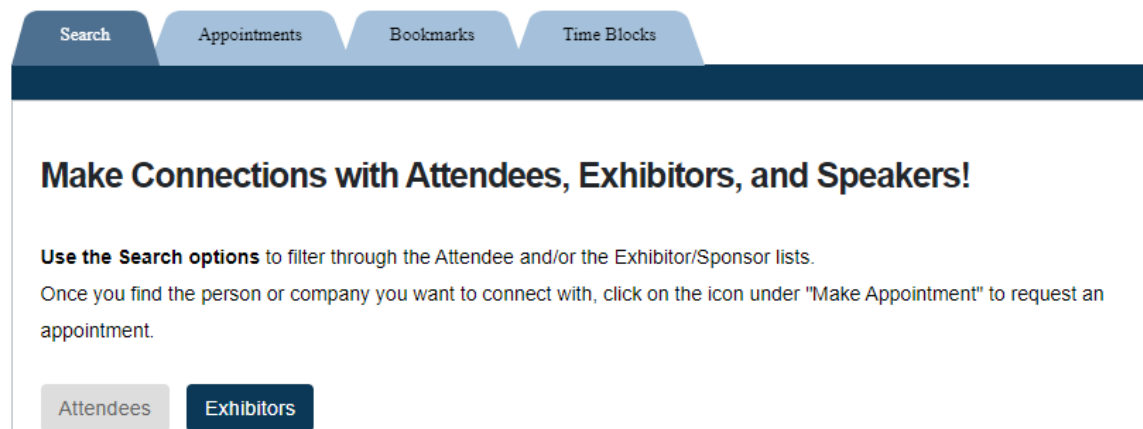 Search Appointments Bookmarks Time Blocks
Make Connections with Attendees, Exhibitors, and Speakers!
Use the Search options to filter through the Attendee and/or the Exhibitor/Sponsor lists.
Once you find the person or company you want to connect with, click on the icon under "Make Appointment" to request an
appointment.
Attendees Exhibitors